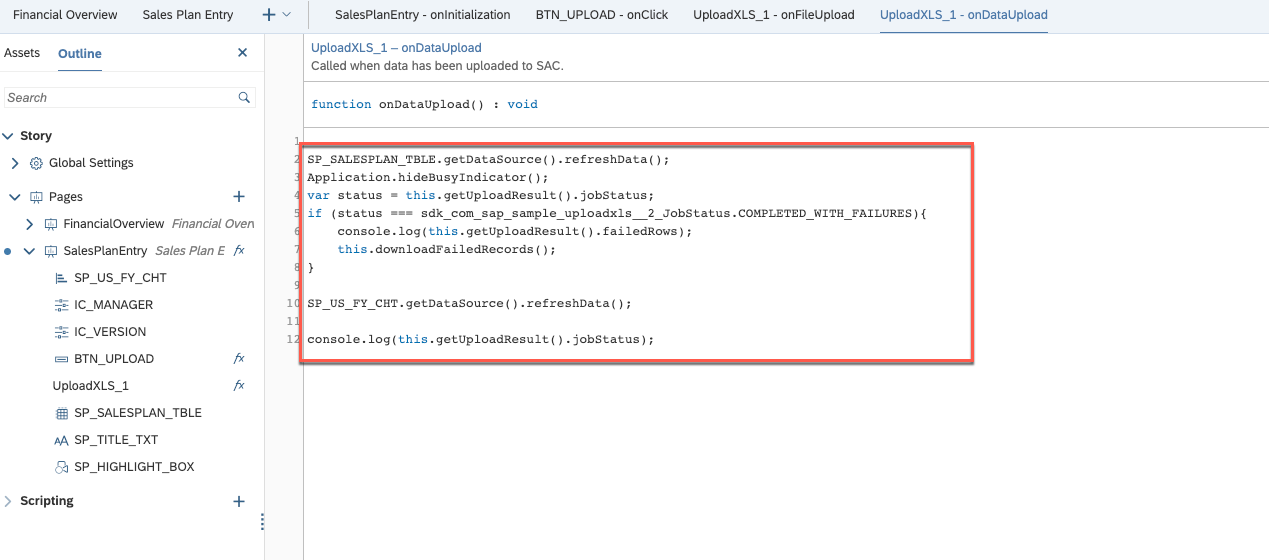 Financial Overview Sales Plan Entry SalesPlanEntry - onInitialization BTN_UPLOAD - onClick UploadXLS_1 - onFileUpload UploadXLS_1 - onDataUpload
Assets Outline
Search
Story
Global Settings
Pages
FinancialOverview Financial Overv
SalesPlanEntry Sales Plan E fx
SP_US_FY_CHT
IC_MANAGER
IC_VERSION
BTN_UPLOAD fx
UploadXLS_1 fx
SP_SALESPLAN_TBLE
AA SP_TITLE_TXT
SP_HIGHLIGHT_BOX
Scripting
UploadXLS_1 – onDataUpload
Called when data has been uploaded to SAC.
function onDataUpload() : void
1
2 SP_SALESPLAN_TBLE.getDataSource().refreshData();
3 Application.hideBusyIndicator();
4 var status = this.getUploadResult().jobStatus;
5 if (status === sdk_com_sap_sample_uploadxls__2_JobStatus.COMPLETED_WITH_FAILURES){
6 console.log(this.getUploadResult().failedRows);
7 this.downloadFailedRecords();
8 }
9
10 SP_US_FY_CHT.getDataSource().refreshData();
11
12 console.log(this.getUploadResult().jobStatus);